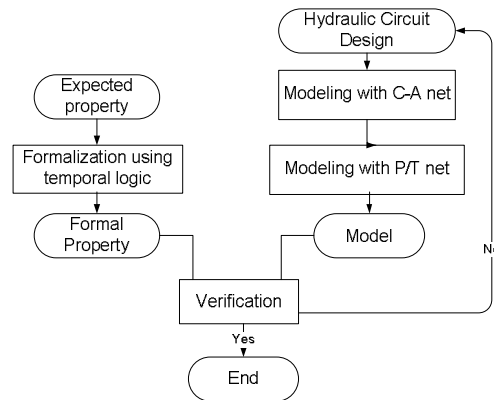 Hydraulic Circuit
Design
Expected
property
Modeling with C-A net
Formalization using
temporal logic
Modeling with P/T net
Formal
Property
Model
Verification
Yes
End